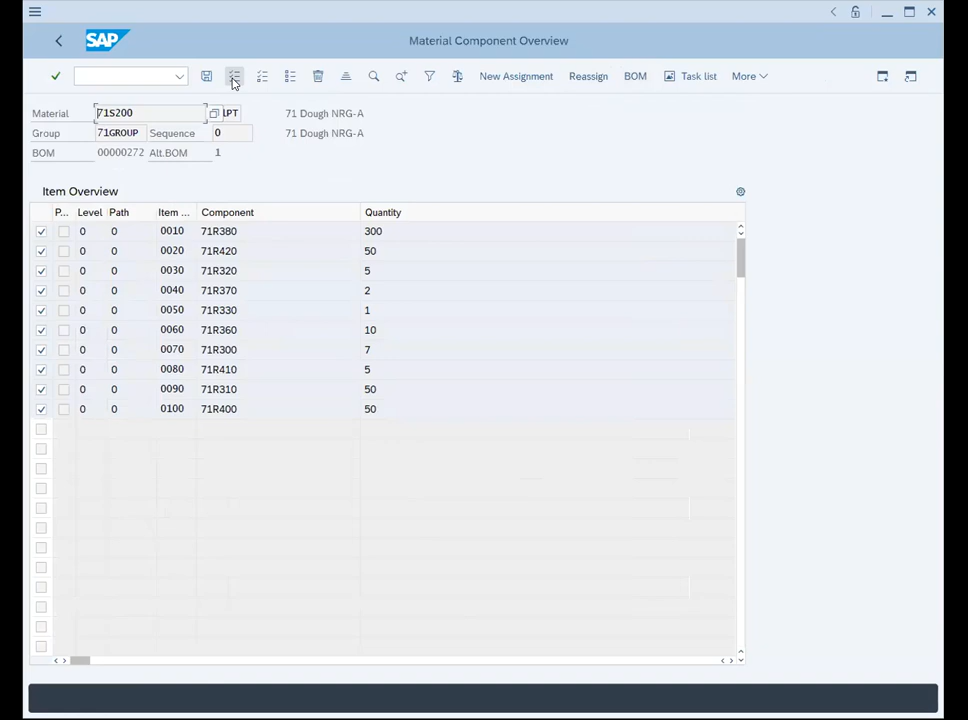 SAP
Material Component Overview
New Assignment Reassign BOM Task list More
Material 71S200 1PT 71 Dough NRG-A
Group 71GROUP Sequence 0 71 Dough NRG-A
BOM 00000272 Alt.BOM 1
Item Overview
P... Level Path Item ... Component Quantity
0 0 0010 71R380 300
0 0 0020 71R420 50
0 0 0030 71R320 5
0 0 0040 71R370 2
0 0 0050 71R330 1
0 0 0060 71R360 10
0 0 0070 71R300 7
0 0 0080 71R410 5
0 0 0090 71R310 50
0 0 0100 71R400 50